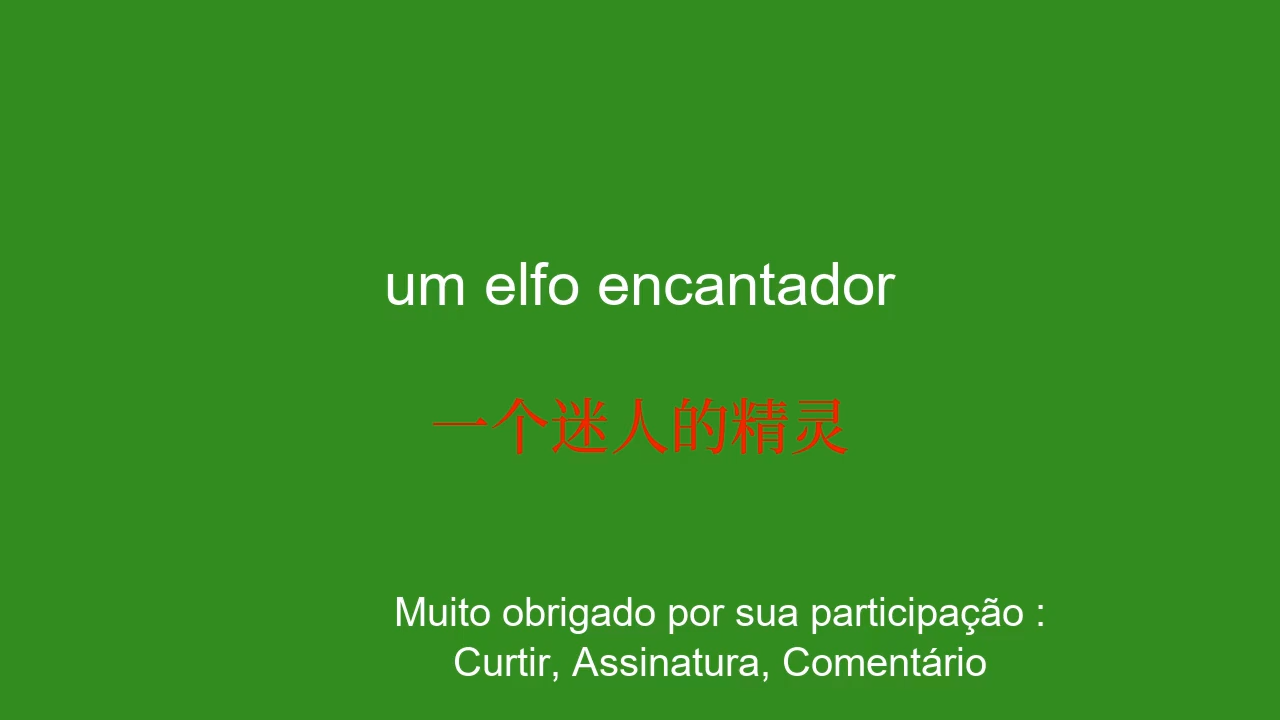 um elfo encantador
一个迷人的精灵
Muito obrigado por sua participação :
Curtir, Assinatura, Comentário